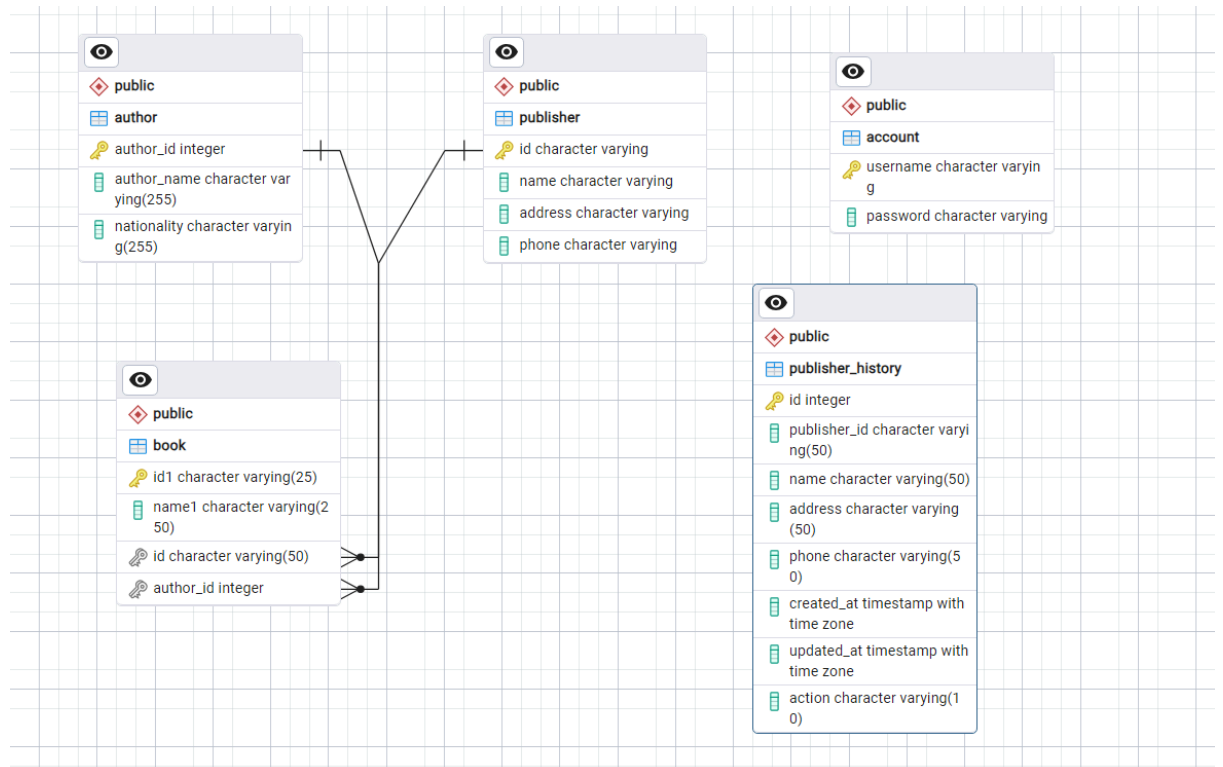 public
author
author_id integer
author_name character var
ying(255)
nationality character varyin
g(255)
public
publisher
id character varying
name character varying
address character varying
phone character varying
public
account
username character varyin
g
password character varying
public
book
id1 character varying(25)
name1 character varying(2
50)
id character varying(50)
author_id integer
public
publisher_history
id integer
publisher_id character varyi
ng(50)
name character varying(50)
address character varying
(50)
phone character varying(5
0)
created_at timestamp with
time zone
updated_at timestamp with
time zone
action character varying(1
0)